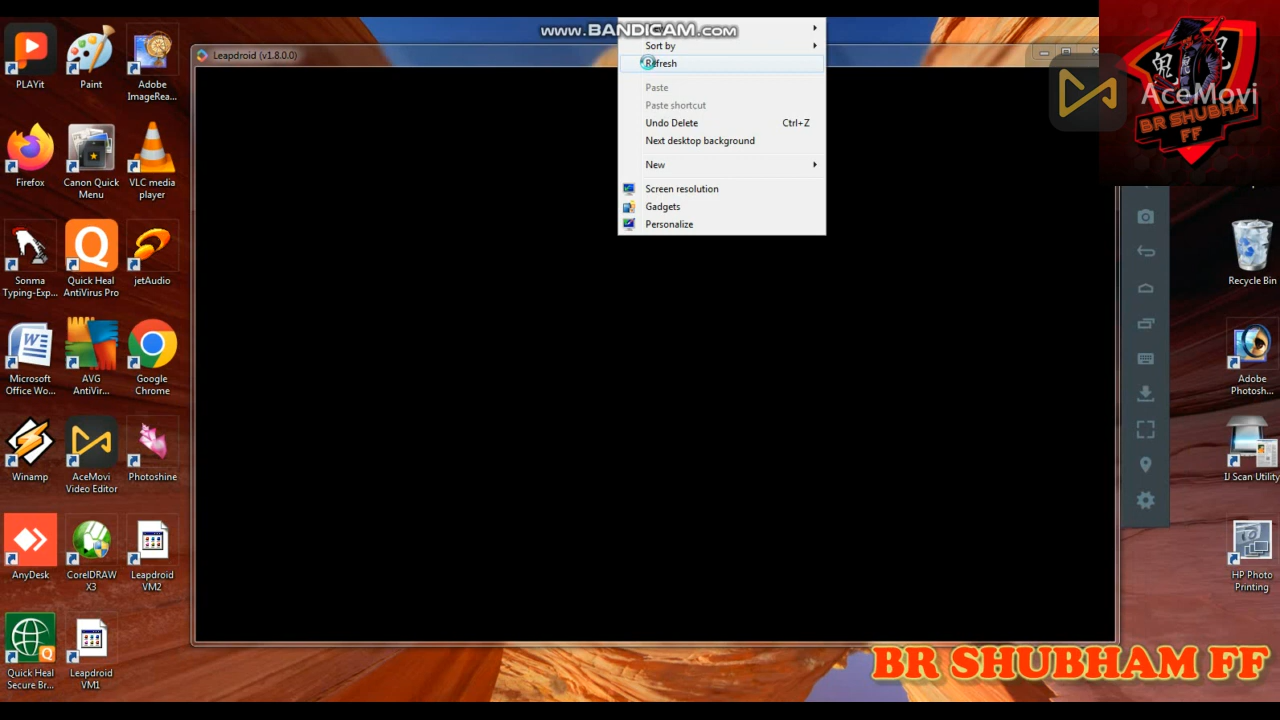 www.BANDICAM.com
Leapdroid (v1.8.0.0)
Sort by
Refresh
Paste
Paste shortcut
Undo Delete Ctrl+Z
Next desktop background
New
Screen resolution
Gadgets
Personalize
AceMovi
BR SHUBHA
FF
PLAYit
Paint
Adobe
ImageRea...
Firefox
Canon Quick
Menu
VLC media
player
Sonma
Typing-Exp...
Quick Heal
AntiVirus Pro
jetAudio
Microsoft
Office Wo...
AVG
AntiVir...
Google
Chrome
Winamp
AceMovi
Video Editor
Photoshine
AnyDesk
CorelDRAW
X3
Leapdroid
VM2
Quick Heal
Secure Br...
Leapdroid
VM1
Recycle Bin
Adobe
Photosh...
IJ Scan Utility
HP Photo
Printing
BR SHUBHAM FF